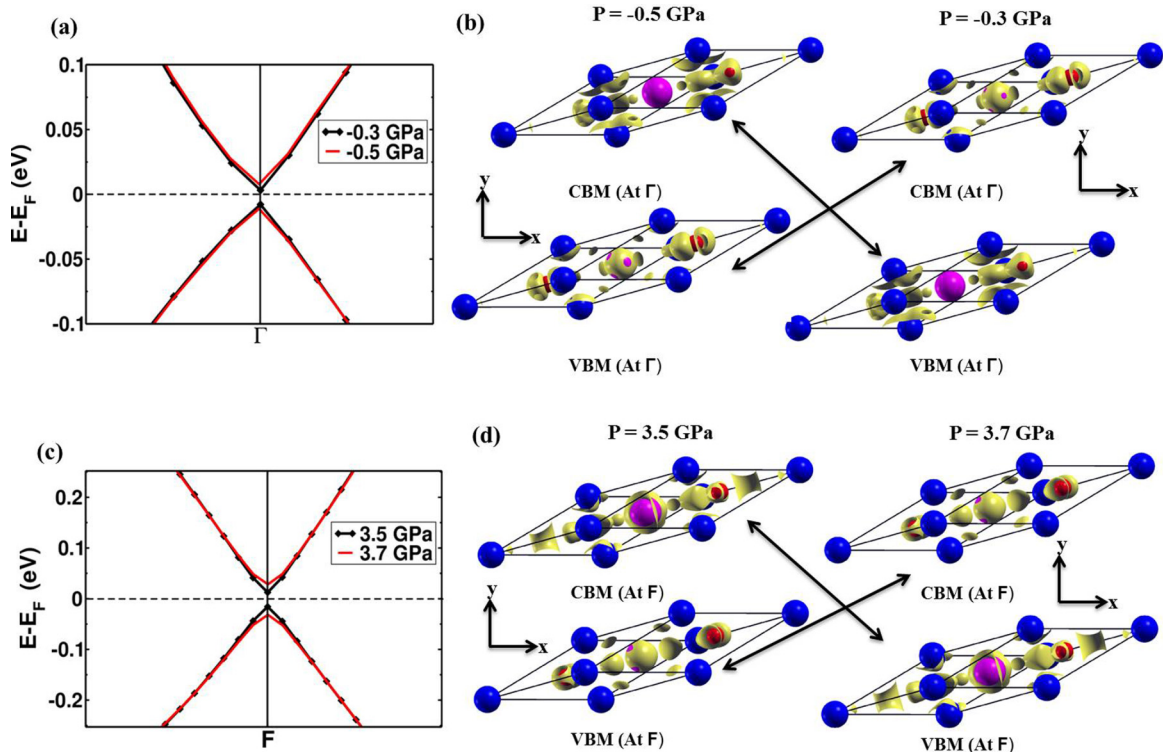 (a)
0.1
0.05
0
-0.05
-0.1
E-E_F (eV)
-0.3 GPa
-0.5 GPa
Γ
(b)
P = -0.5 GPa
P = -0.3 GPa
CBM (At Γ)
CBM (At Γ)
y
x
y
x
VBM (At Γ)
VBM (At Γ)
(c)
0.2
0.1
0
-0.1
-0.2
E-E_F (eV)
3.5 GPa
3.7 GPa
F
(d)
P = 3.5 GPa
P = 3.7 GPa
CBM (At F)
CBM (At F)
y
x
y
x
VBM (At F)
VBM (At F)